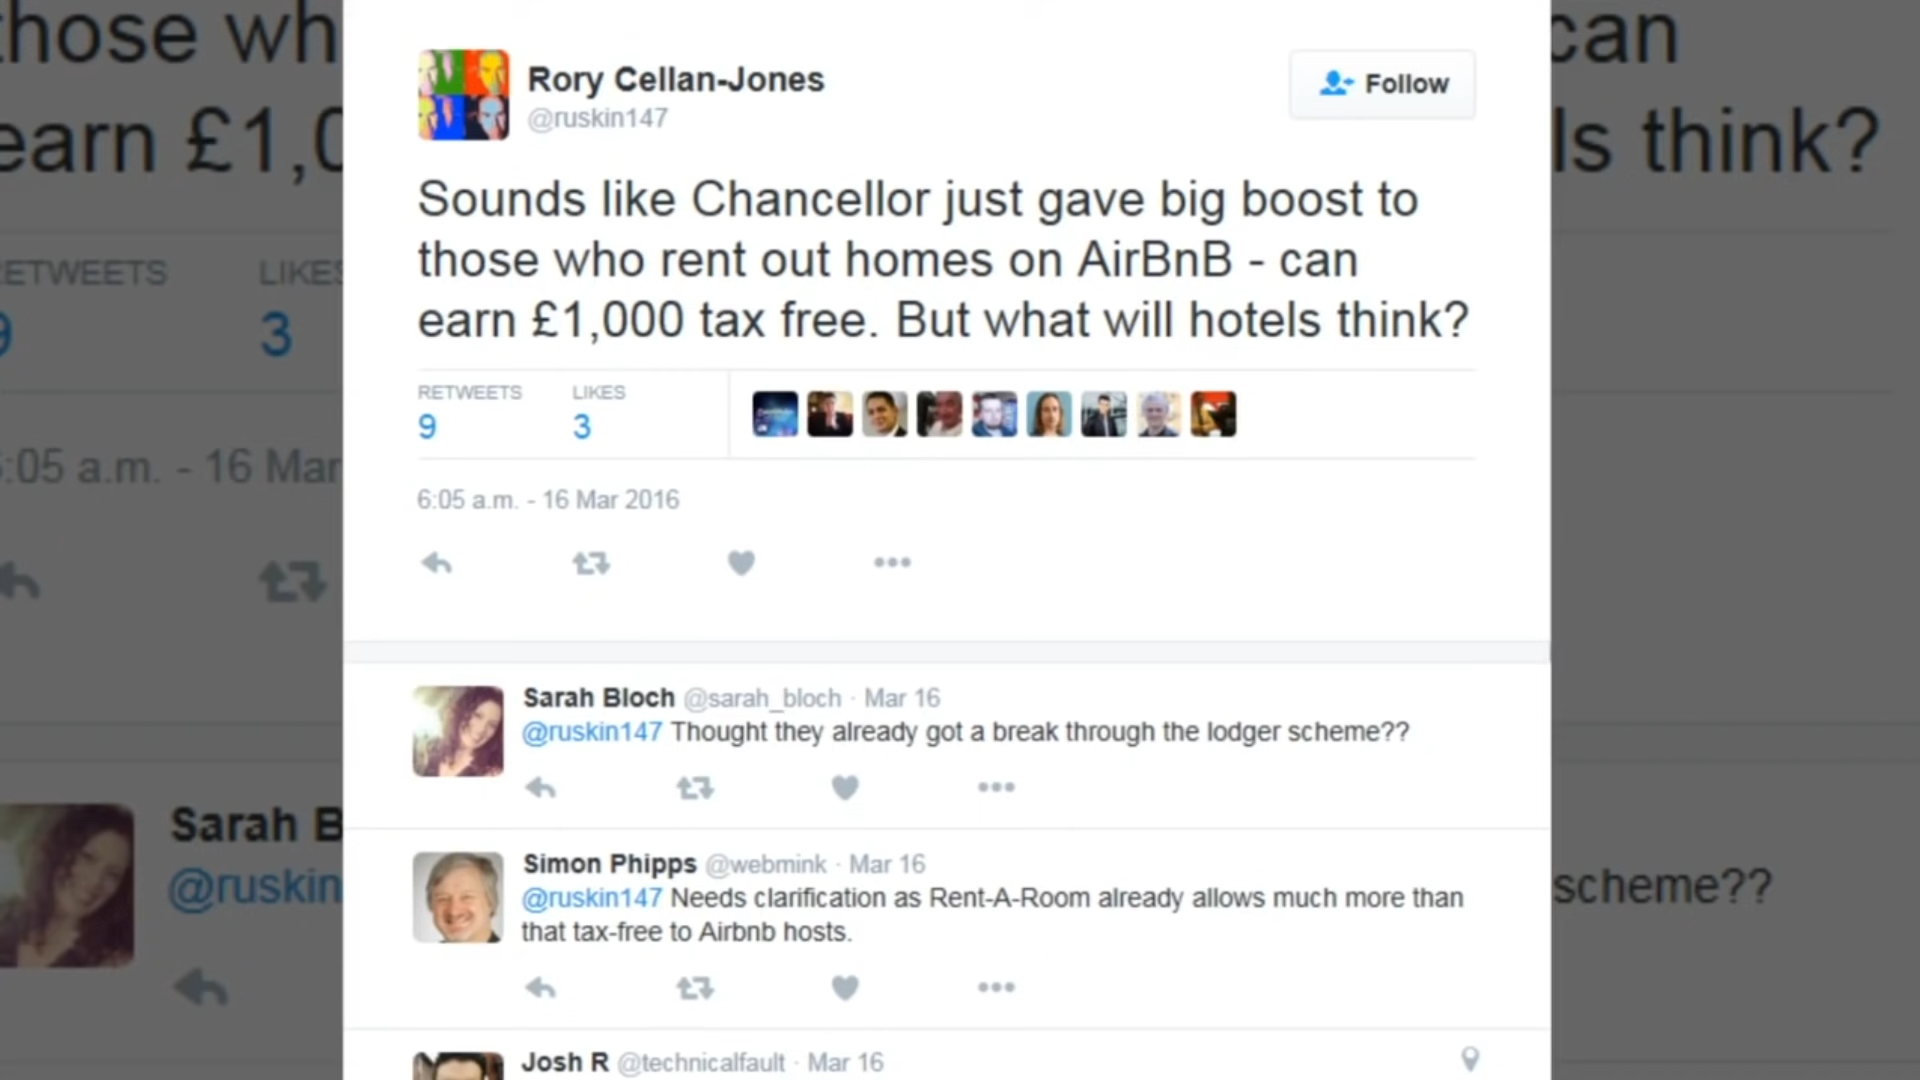 Rory Cellan-Jones
@ruskin147
Follow
Sounds like Chancellor just gave big boost to
those who rent out homes on AirBnB - can
earn £1,000 tax free. But what will hotels think?
RETWEETS
LIKES
9
3
6:05 a.m. - 16 Mar 2016
Sarah Bloch @sarah_bloch · Mar 16
@ruskin147 Thought they already got a break through the lodger scheme??
Simon Phipps @webmink · Mar 16
@ruskin147 Needs clarification as Rent-A-Room already allows much more than
that tax-free to Airbnb hosts.
Josh R @technicalfault · Mar 16